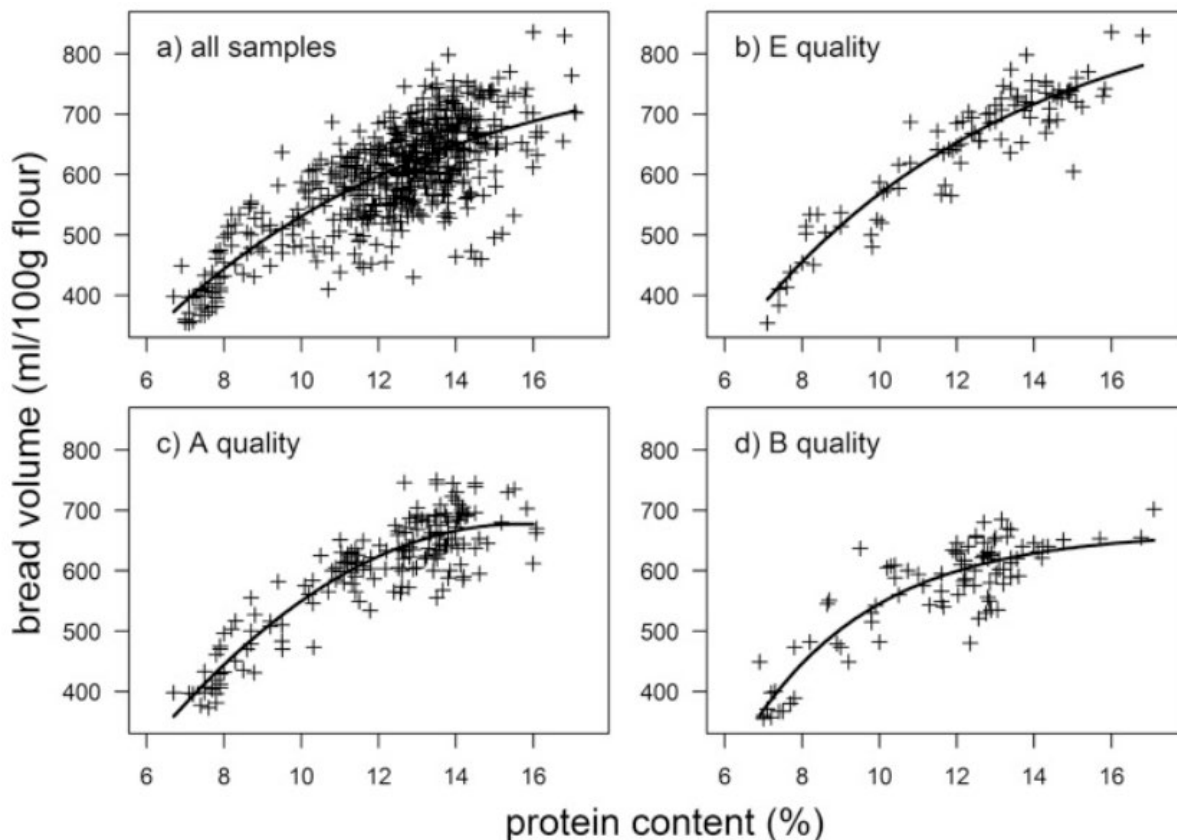 bread volume (ml/100g flour)
a) all samples
800
700
600
500
400
6 8 10 12 14 16
b) E quality
800
700
600
500
400
6 8 10 12 14 16
c) A quality
800
700
600
500
400
6 8 10 12 14 16
d) B quality
800
700
600
500
400
6 8 10 12 14 16
protein content (%)